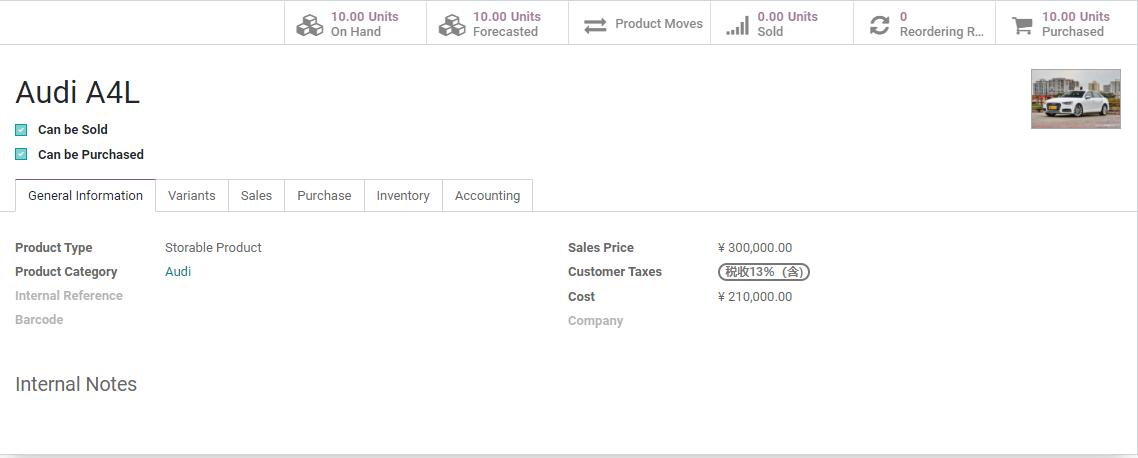 10.00 Units
On Hand
10.00 Units
Forecasted
Product Moves
0.00 Units
Sold
0
Reordering R...
10.00 Units
Purchased
Audi A4L
Can be Sold
Can be Purchased
General Information Variants Sales Purchase Inventory Accounting
Product Type Storable Product
Product Category Audi
Internal Reference
Barcode
Sales Price ¥ 300,000.00
Customer Taxes 税收13%（含）
Cost ¥ 210,000.00
Company
Internal Notes